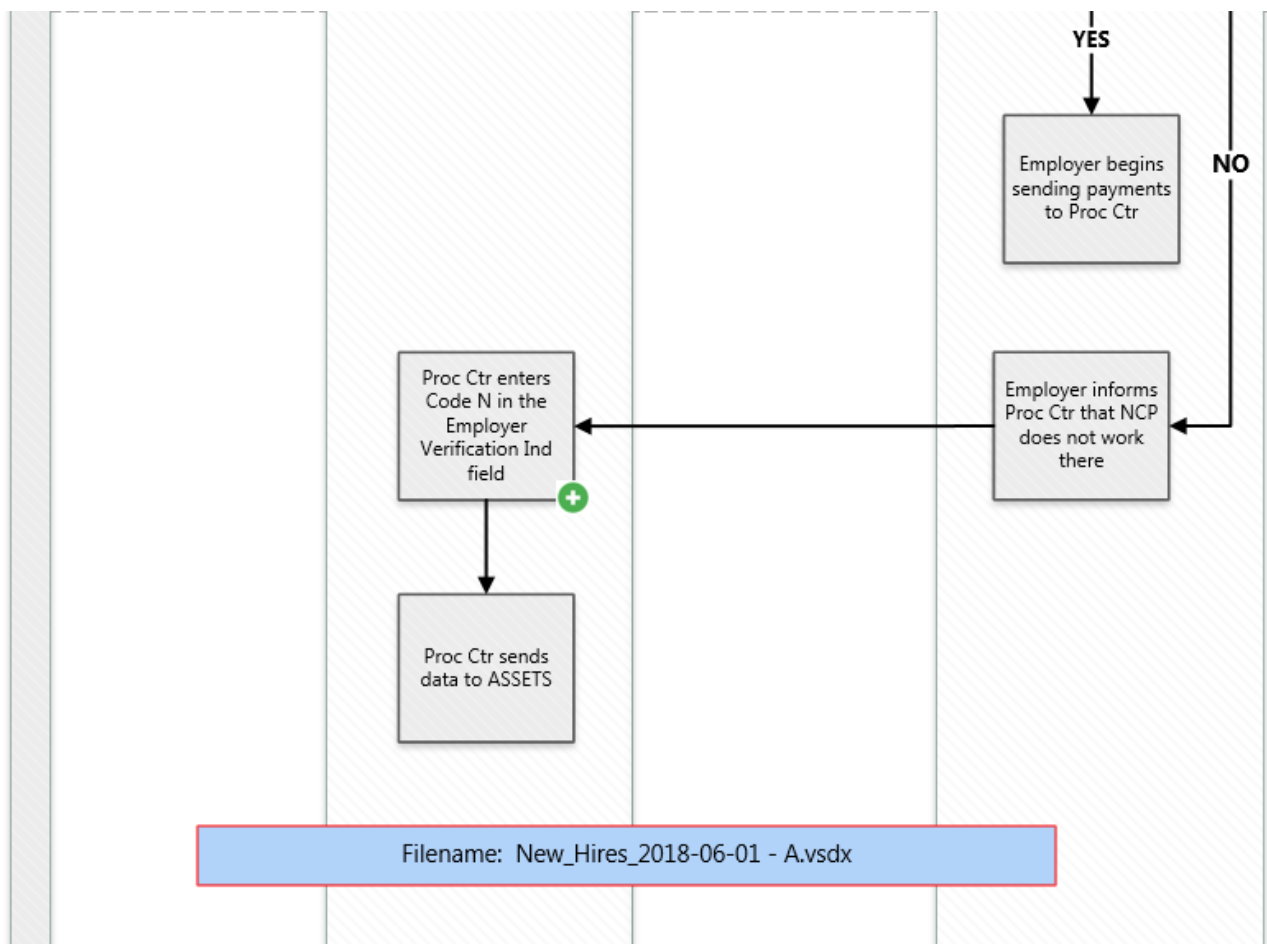 YES
Employer begins
sending payments
to Proc Ctr
NO
Proc Ctr enters
Code N in the
Employer
Verification Ind
field
Employer informs
Proc Ctr that NCP
does not work
there
Proc Ctr sends
data to ASSETS
Filename:  New_Hires_2018-06-01 - A.vsdx